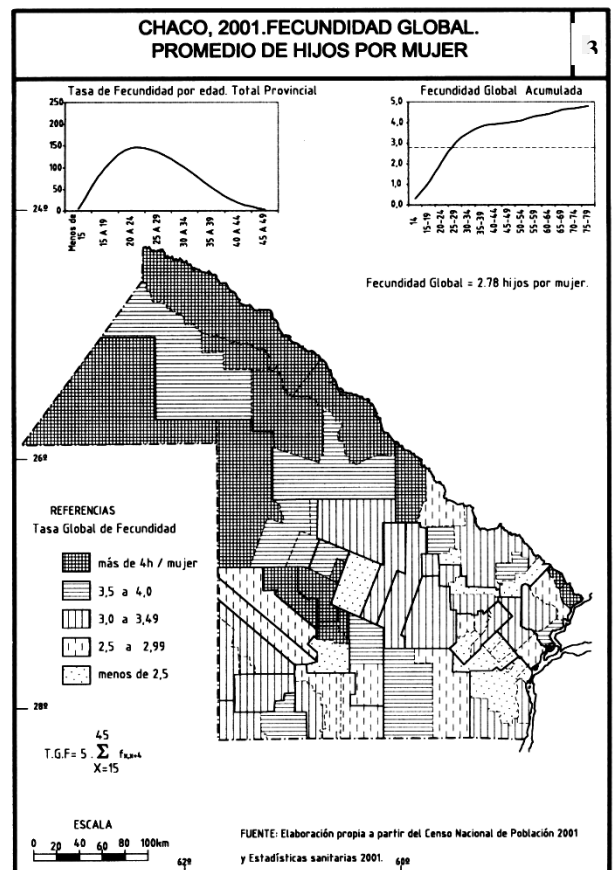 CHACO, 2001.FECUNDIDAD GLOBAL.
PROMEDIO DE HIJOS POR MUJER
3
Tasa de Fecundidad por edad. Total Provincial
250
200
150
100
50
0
Menos de 15
15 A 19
20 A 24
25 A 29
30 A 34
35 A 39
40 A 44
45 A 49
Fecundidad Global Acumulada
5,0
4,0
3,0
2,0
1,0
0,0
14
15-19
20-24
25-29
30-34
35-39
40-44
45-49
50-54
55-59
60-64
65-69
70-74
75-79
24º
Fecundidad Global = 2.78 hijos por mujer.
26º
REFERENCIAS
Tasa Global de Fecundidad
más de 4h / mujer
3,5 a 4,0
3,0 a 3,49
2,5 a 2,99
menos de 2,5
28º
45
T.G.F= 5 . Σ fx,x+4
X=15
ESCALA
0 20 40 60 80 100km
62º
60º
FUENTE: Elaboración propia a partir del Censo Nacional de Población 2001
y Estadísticas sanitarias 2001.